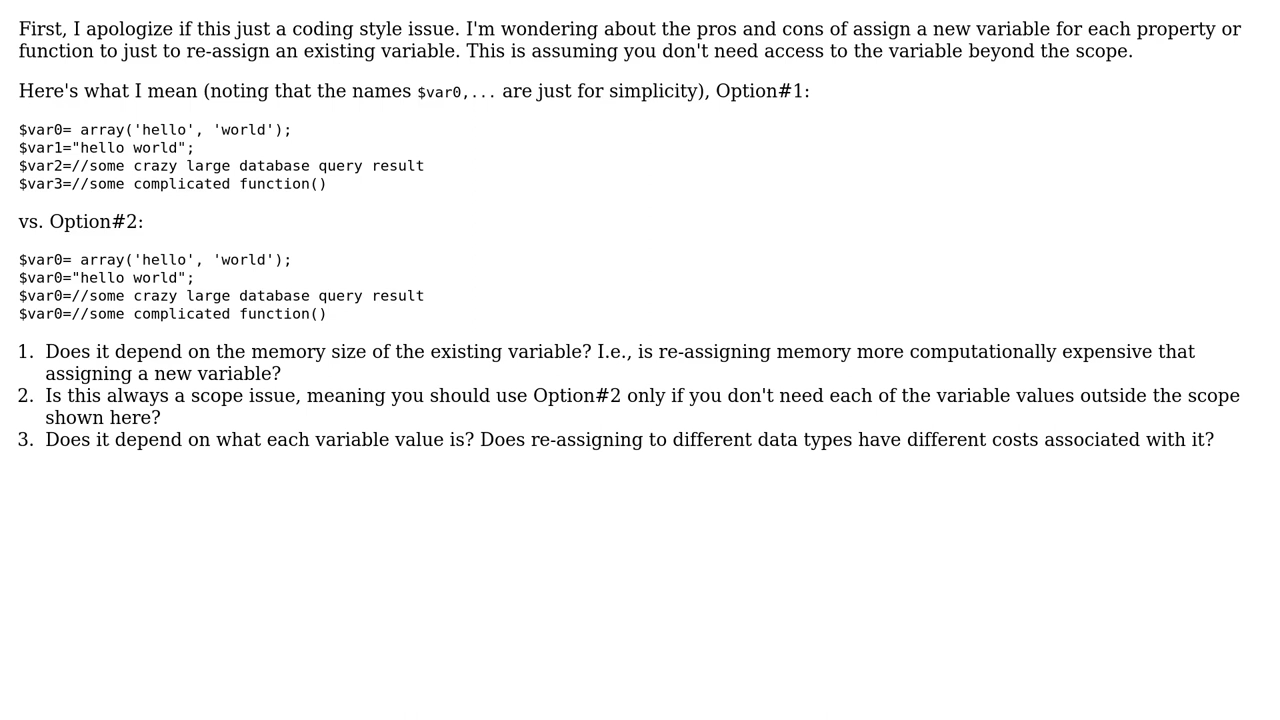 First, I apologize if this just a coding style issue. I'm wondering about the pros and cons of assign a new variable for each property or
function to just to re-assign an existing variable. This is assuming you don't need access to the variable beyond the scope.
Here's what I mean (noting that the names $var0,... are just for simplicity), Option#1:
$var0= array('hello', 'world');
$var1="hello world";
$var2=//some crazy large database query result
$var3=//some complicated function()
vs. Option#2:
$var0= array('hello', 'world');
$var0="hello world";
$var0=//some crazy large database query result
$var0=//some complicated function()
1. Does it depend on the memory size of the existing variable? I.e., is re-assigning memory more computationally expensive that
assigning a new variable?
2. Is this always a scope issue, meaning you should use Option#2 only if you don't need each of the variable values outside the scope
shown here?
3. Does it depend on what each variable value is? Does re-assigning to different data types have different costs associated with it?